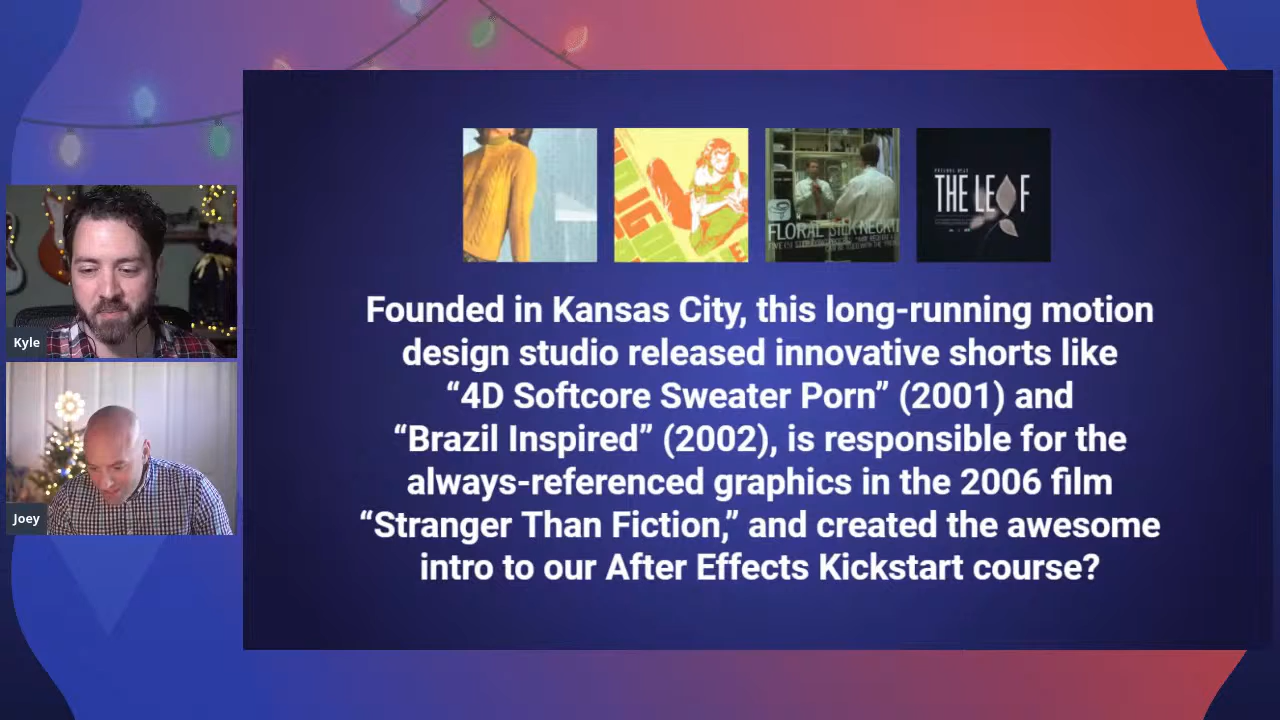 THE LEAF
FLORAL SILK NECKTI
Kyle
Joey
Founded in Kansas City, this long-running motion
design studio released innovative shorts like
“4D Softcore Sweater Porn” (2001) and
“Brazil Inspired” (2002), is responsible for the
always-referenced graphics in the 2006 film
“Stranger Than Fiction,” and created the awesome
intro to our After Effects Kickstart course?